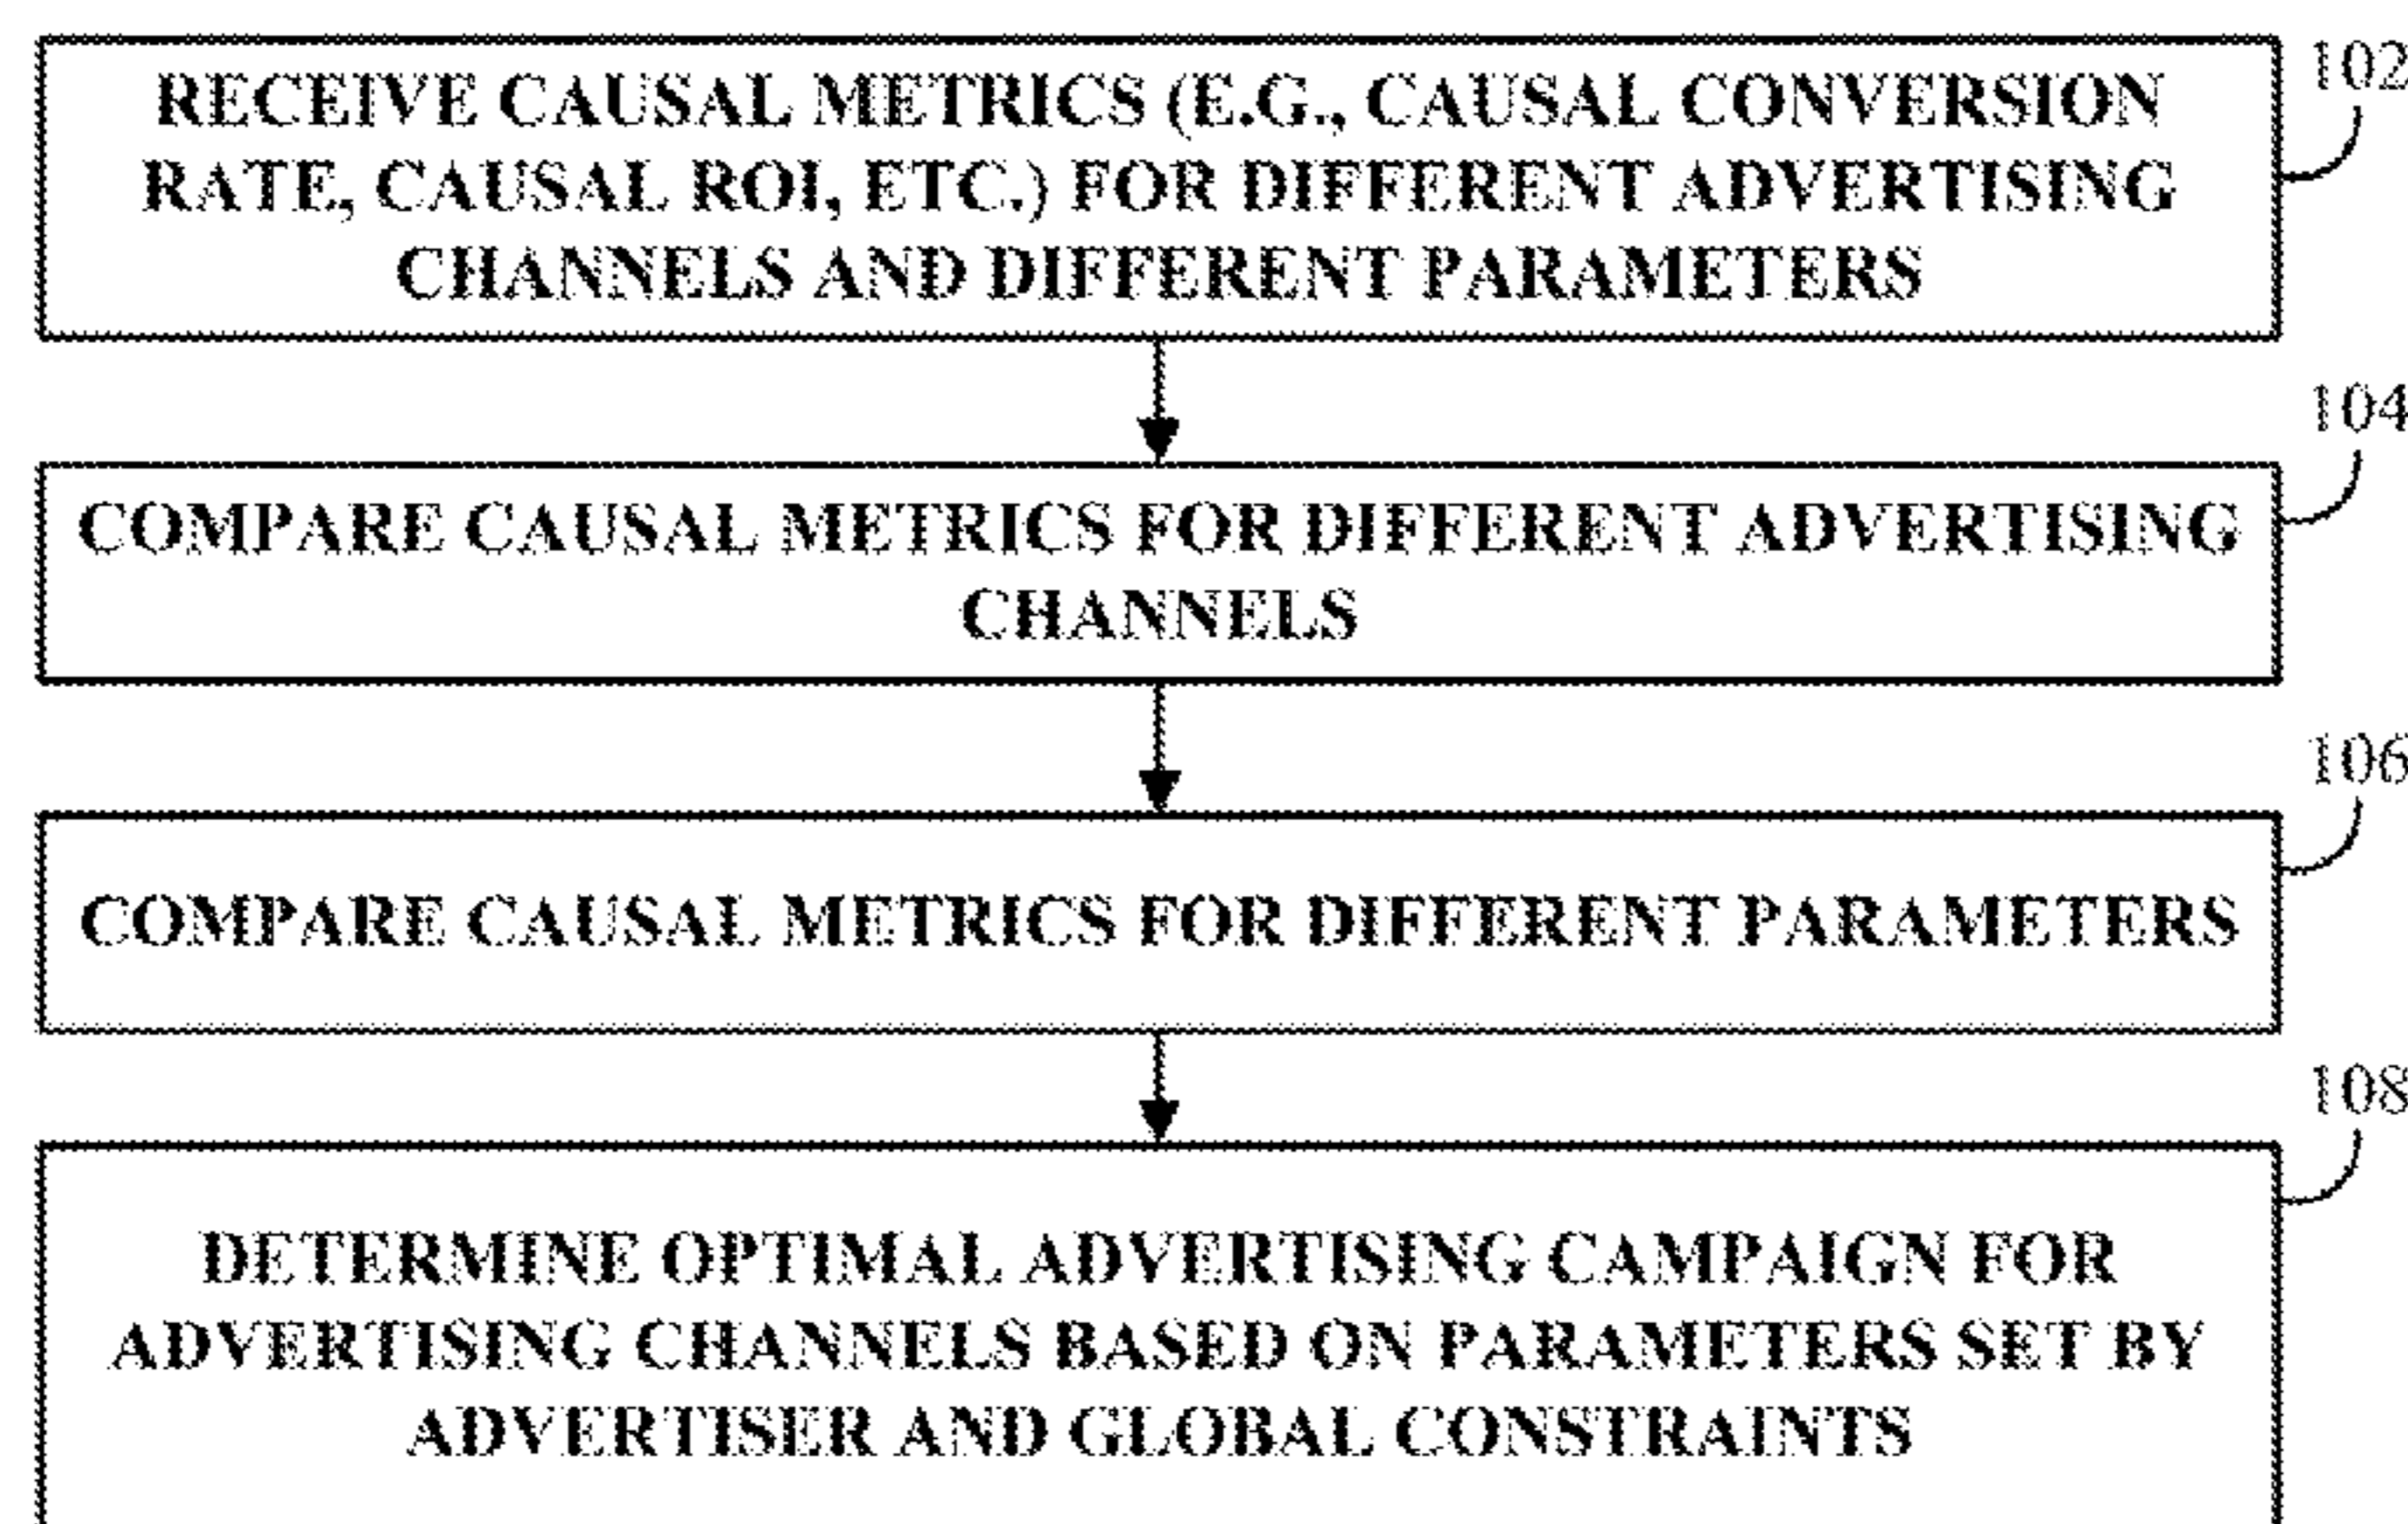 102
RECEIVE CAUSAL METRICS (E.G., CAUSAL CONVERSION
RATE, CAUSAL ROI, ETC.) FOR DIFFERENT ADVERTISING
CHANNELS AND DIFFERENT PARAMETERS
104
COMPARE CAUSAL METRICS FOR DIFFERENT ADVERTISING
CHANNELS
106
COMPARE CAUSAL METRICS FOR DIFFERENT PARAMETERS
108
DETERMINE OPTIMAL ADVERTISING CAMPAIGN FOR
ADVERTISING CHANNELS BASED ON PARAMETERS SET BY
ADVERTISER AND GLOBAL CONSTRAINTS